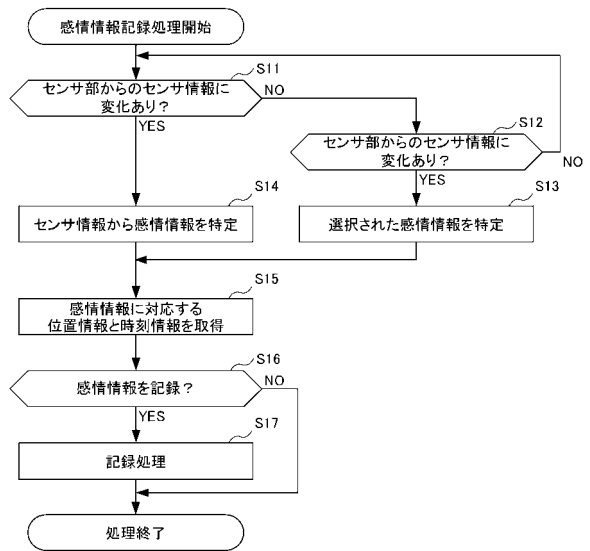 感情情報記録処理開始
S11
センサ部からのセンサ情報に
変化あり？
NO
YES
S12
センサ部からのセンサ情報に
変化あり？
NO
YES
S14
センサ情報から感情情報を特定
S13
選択された感情情報を特定
S15
感情情報に対応する
位置情報と時刻情報を取得
S16
感情情報を記録？
NO
YES
S17
記録処理
処理終了